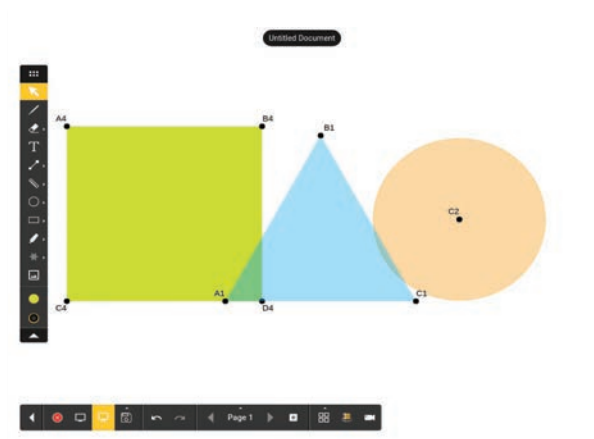 Untitled Document
A4
B4
B1
T
C2
A1
C1
C4
D4
Page 1